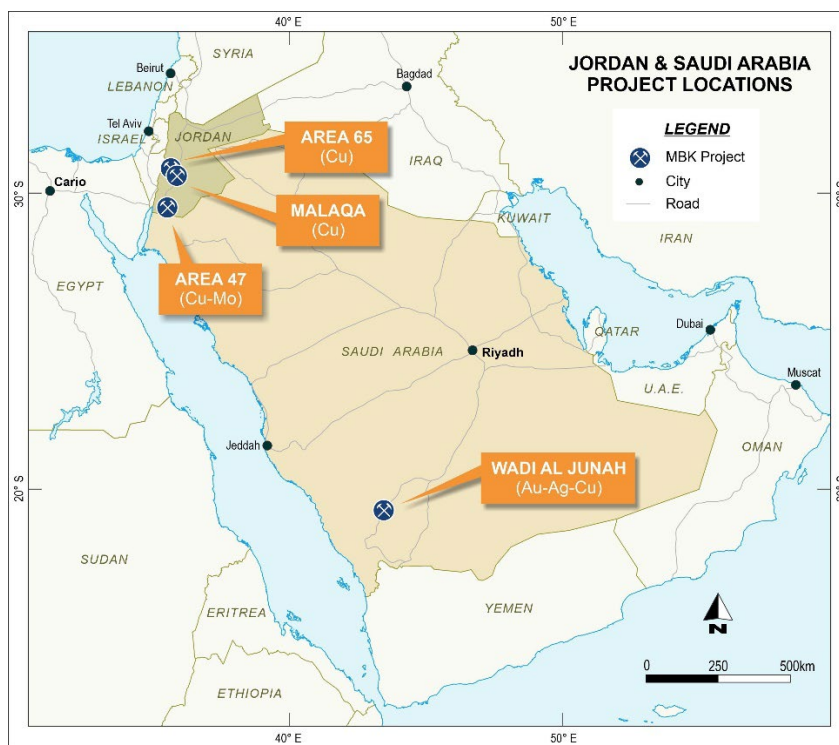 40° E
50° E
JORDAN & SAUDI ARABIA
PROJECT LOCATIONS
LEGEND
MBK Project
City
Road
SYRIA
Beirut
LEBANON
Bagdad
Tel Aviv
ISRAEL
JORDAN
AREA 65
(Cu)
IRAQ
Cario
30° S
MALAQA
(Cu)
KUWAIT
IRAN
EGYPT
AREA 47
(Cu-Mo)
QATAR
Dubai
SAUDI ARABIA
Riyadh
Muscat
U.A.E.
OMAN
Jeddah
WADI AL JUNAH
(Au-Ag-Cu)
20° S
20° S
SUDAN
YEMEN
ERITREA
N
0 250 500km
ETHIOPIA
40° E
50° E